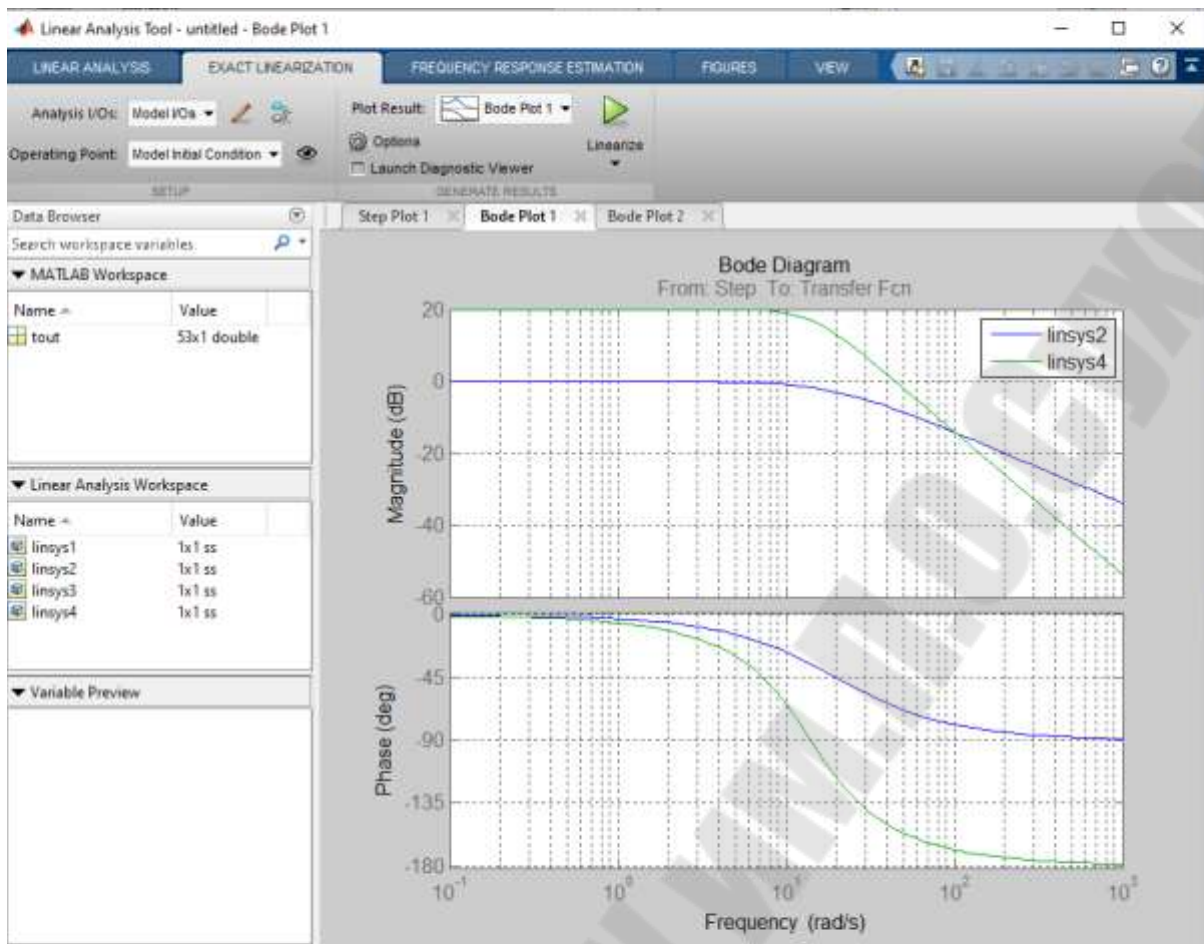 Linear Analysis Tool - untitled - Bode Plot 1
LINEAR ANALYSIS EXACT LINEARIZATION FREQUENCY RESPONSE ESTIMATION FIGURES VIEW
Analysis I/Os: Model I/Os
Operating Point: Model Initial Condition
SETUP
Plot Result: Bode Plot 1
Options
Launch Diagnostic Viewer
Linearize
GENERATE RESULTS
Data Browser
Search workspace variables
MATLAB Workspace
Name Value
tout 53x1 double
Linear Analysis Workspace
Name Value
linsys1 1x1 ss
linsys2 1x1 ss
linsys3 1x1 ss
linsys4 1x1 ss
Variable Preview
Step Plot 1 Bode Plot 1 Bode Plot 2
Bode Diagram
From: Step To: Transfer Fcn
linsys2
linsys4
Magnitude (dB)
20
0
-20
-40
-60
Phase (deg)
0
-45
-90
-135
-180
10^-1 10^0 10^1 10^2 10^3
Frequency (rad/s)